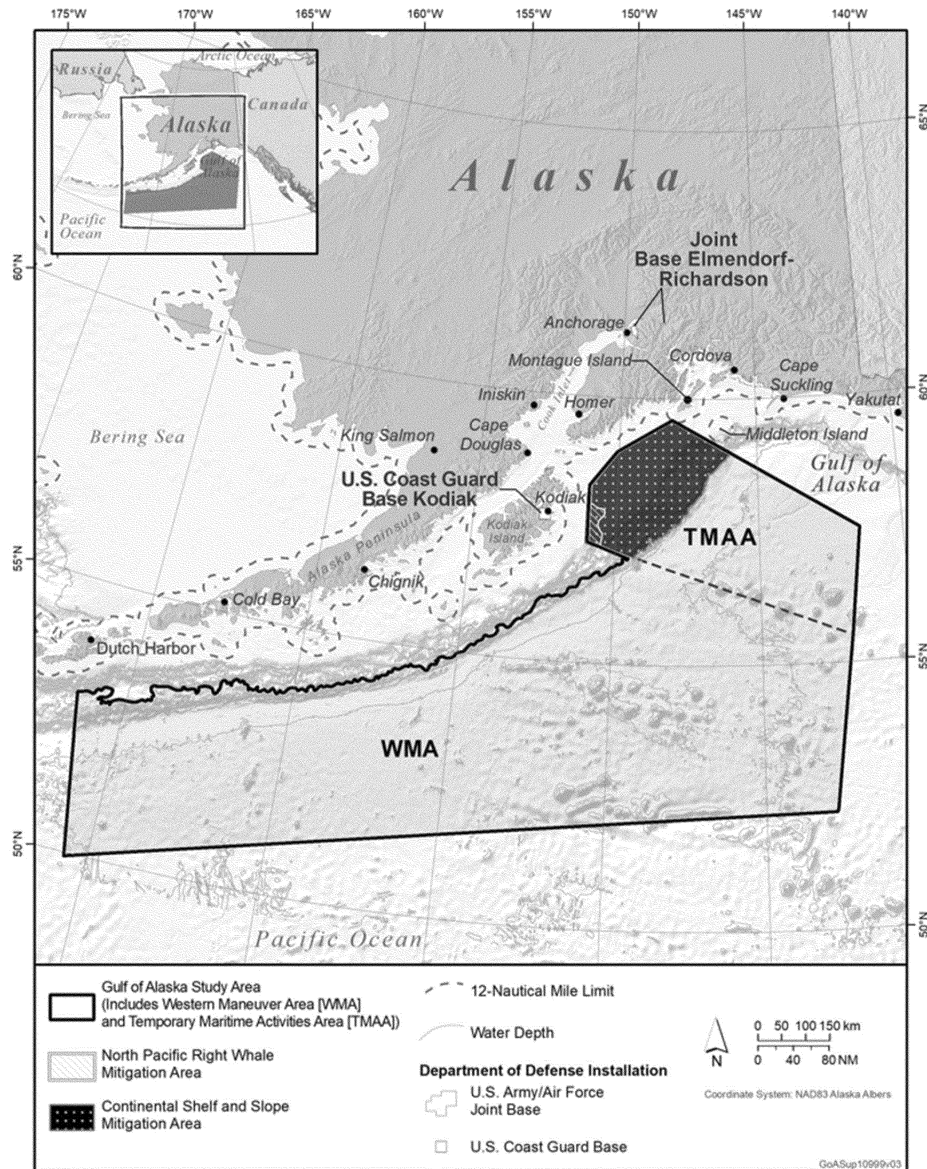 175°W
170°W
165°W
160°W
155°W
150°W
145°W
140°W
Arctic Ocean
Russia
Canada
Bering Sea
Alaska
Gulf of
Alaska
Pacific
Ocean
65°N
Alaska
Joint
Base Elmendorf-
Richardson
60°N
Anchorage
Montague Island
Cordova
Cape
Suckling
60°N
Iniskin
Cook Inlet
Homer
Yakutat
Bering Sea
King Salmon
Cape
Douglas
Middleton Island
Gulf of
Alaska
U.S. Coast Guard
Base Kodiak
Kodiak
Kodiak
Island
TMAA
Alaska Peninsula
55°N
Chignik
Cold Bay
Dutch Harbor
55°N
WMA
50°N
50°N
Pacific Ocean
Gulf of Alaska Study Area
(Includes Western Maneuver Area [WMA]
and Temporary Maritime Activities Area [TMAA])
North Pacific Right Whale
Mitigation Area
Continental Shelf and Slope
Mitigation Area
12-Nautical Mile Limit
Water Depth
Department of Defense Installation
U.S. Army/Air Force
Joint Base
U.S. Coast Guard Base
N
0 50 100 150 km
0 40 80 NM
Coordinate System: NAD83 Alaska Albers
GoASup10999v03